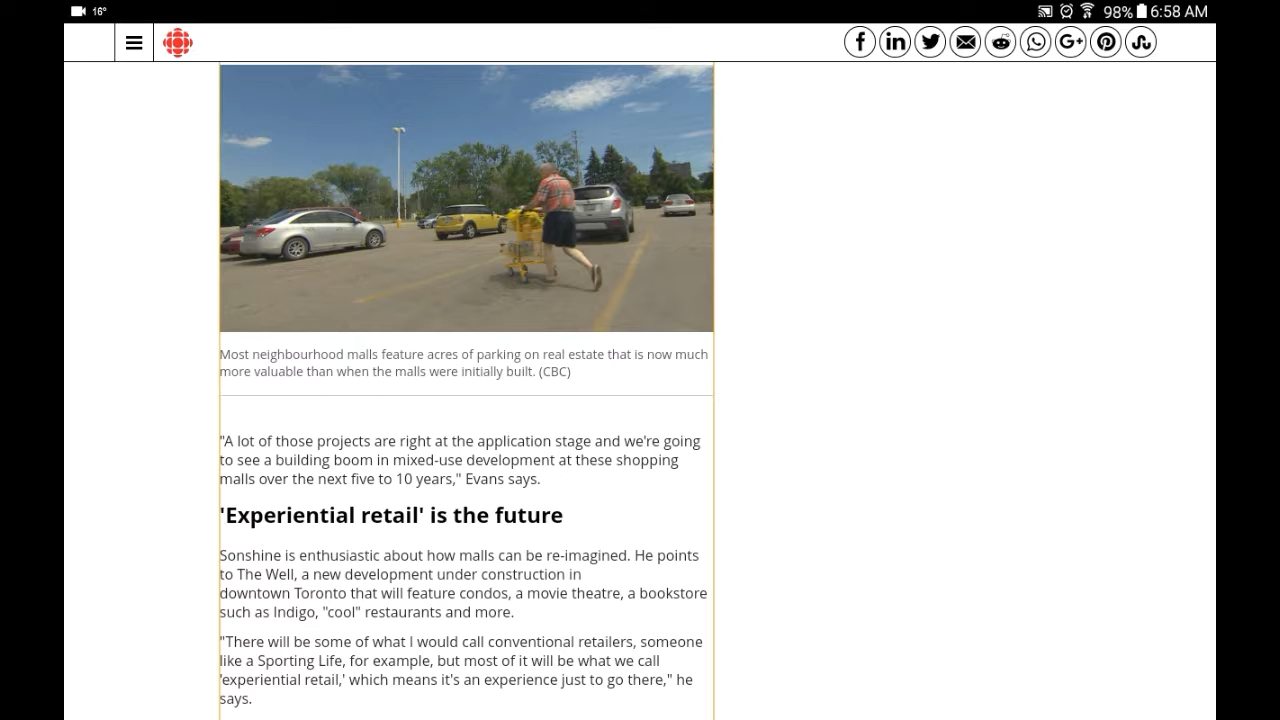 16°
98%
6:58 AM
Most neighbourhood malls feature acres of parking on real estate that is now much
more valuable than when the malls were initially built. (CBC)
"A lot of those projects are right at the application stage and we're going
to see a building boom in mixed-use development at these shopping
malls over the next five to 10 years," Evans says.
'Experiential retail' is the future
Sonshine is enthusiastic about how malls can be re-imagined. He points
to The Well, a new development under construction in
downtown Toronto that will feature condos, a movie theatre, a bookstore
such as Indigo, "cool" restaurants and more.
"There will be some of what I would call conventional retailers, someone
like a Sporting Life, for example, but most of it will be what we call
'experiential retail,' which means it's an experience just to go there," he
says.